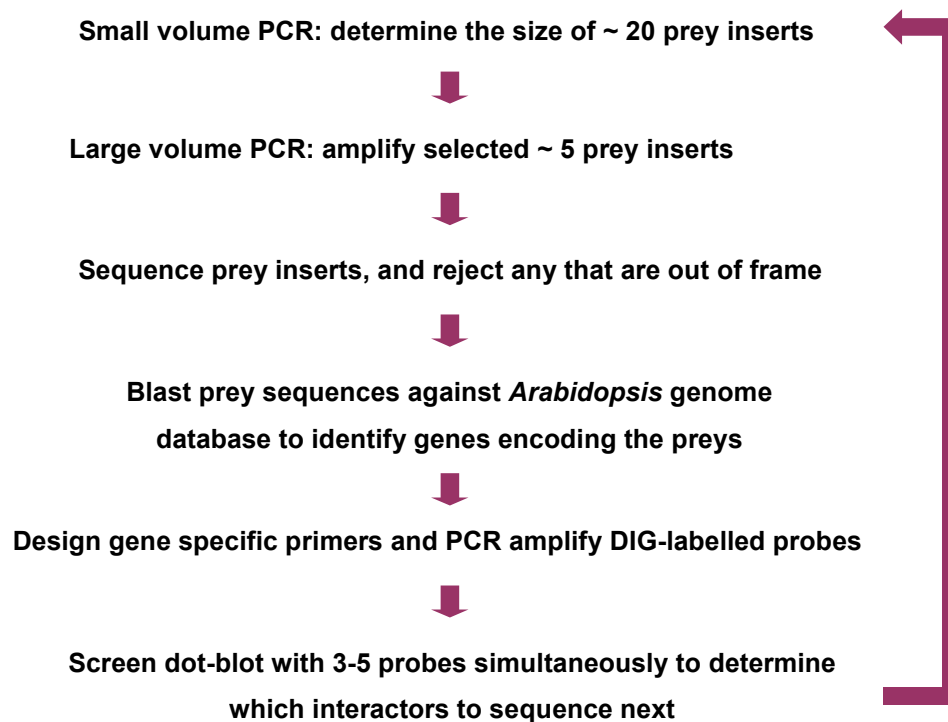 Small volume PCR: determine the size of ~ 20 prey inserts
Large volume PCR: amplify selected ~ 5 prey inserts
Sequence prey inserts, and reject any that are out of frame
Blast prey sequences against Arabidopsis genome
database to identify genes encoding the preys
Design gene specific primers and PCR amplify DIG-labelled probes
Screen dot-blot with 3-5 probes simultaneously to determine
which interactors to sequence next